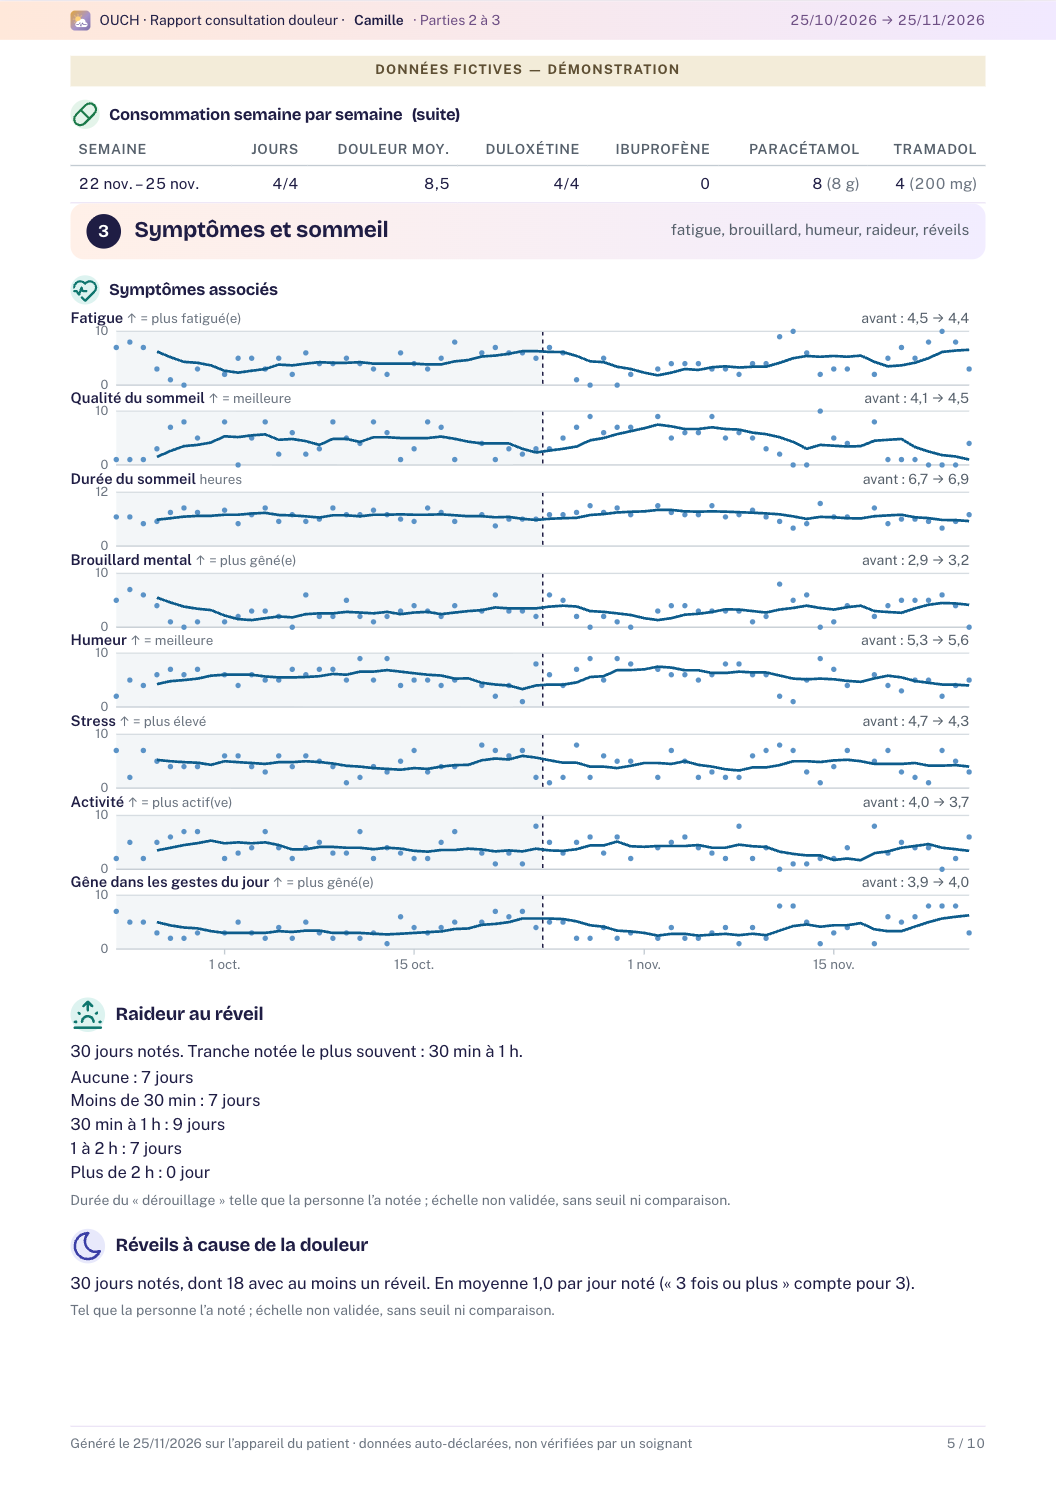 OUCH · Rapport consultation douleur · Camille · Parties 2 à 3 25/10/2026 → 25/11/2026
DONNÉES FICTIVES — DÉMONSTRATION
Consommation semaine par semaine (suite)
SEMAINE JOURS DOULEUR MOY. DULOXÉTINE IBUPROFÈNE PARACÉTAMOL TRAMADOL
22 nov. – 25 nov. 4/4 8,5 4/4 0 8 (8 g) 4 (200 mg)
3 Symptômes et sommeil fatigue, brouillard, humeur, raideur, réveils
Symptômes associés
Fatigue ↑ = plus fatigué(e) avant : 4,5 → 4,4
10
0
Qualité du sommeil ↑ = meilleure avant : 4,1 → 4,5
10
0
Durée du sommeil heures avant : 6,7 → 6,9
12
0
Brouillard mental ↑ = plus gêné(e) avant : 2,9 → 3,2
10
0
Humeur ↑ = meilleure avant : 5,3 → 5,6
10
0
Stress ↑ = plus élevé avant : 4,7 → 4,3
10
0
Activité ↑ = plus actif(ve) avant : 4,0 → 3,7
10
0
Gêne dans les gestes du jour ↑ = plus gêné(e) avant : 3,9 → 4,0
10
0
1 oct. 15 oct. 1 nov. 15 nov.
Raideur au réveil
30 jours notés. Tranche notée le plus souvent : 30 min à 1 h.
Aucune : 7 jours
Moins de 30 min : 7 jours
30 min à 1 h : 9 jours
1 à 2 h : 7 jours
Plus de 2 h : 0 jour
Durée du « dérouillage » telle que la personne l’a notée ; échelle non validée, sans seuil ni comparaison.
Réveils à cause de la douleur
30 jours notés, dont 18 avec au moins un réveil. En moyenne 1,0 par jour noté (« 3 fois ou plus » compte pour 3).
Tel que la personne l’a noté ; échelle non validée, sans seuil ni comparaison.
Généré le 25/11/2026 sur l’appareil du patient · données auto-déclarées, non vérifiées par un soignant 5 / 10